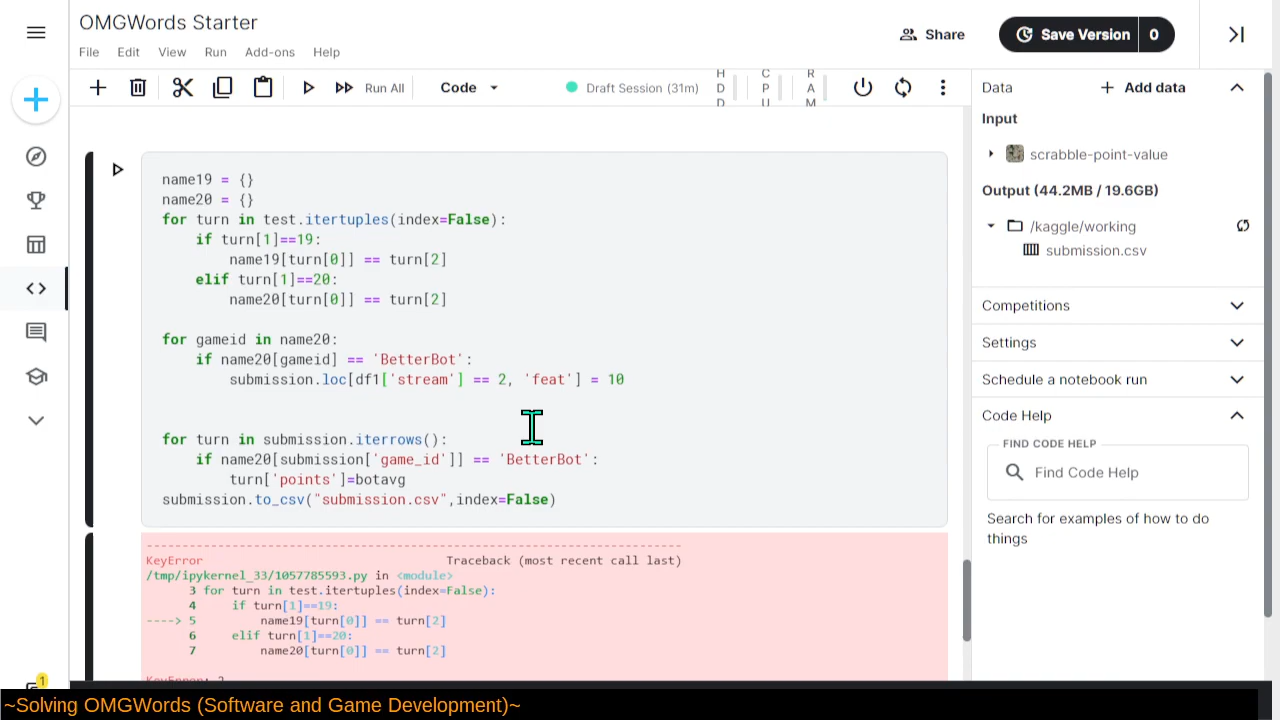 OMGWords Starter
File Edit View Run Add-ons Help
Share
Save Version 0
Run All
Code
Draft Session (31m)
HDD
CPU
RAM
name19 = {}
name20 = {}
for turn in test.itertuples(index=False):
if turn[1]==19:
name19[turn[0]] == turn[2]
elif turn[1]==20:
name20[turn[0]] == turn[2]
for gameid in name20:
if name20[gameid] == 'BetterBot':
submission.loc[df1['stream'] == 2, 'feat'] = 10
for turn in submission.iterrows():
if name20[submission['game_id']] == 'BetterBot':
turn['points']=botavg
submission.to_csv("submission.csv",index=False)
---------------------------------------------------------------------------
KeyError Traceback (most recent call last)
/tmp/ipykernel_33/1057785593.py in <module>
3 for turn in test.itertuples(index=False):
4 if turn[1]==19:
----> 5 name19[turn[0]] == turn[2]
6 elif turn[1]==20:
7 name20[turn[0]] == turn[2]
Data
Add data
Input
scrabble-point-value
Output (44.2MB / 19.6GB)
/kaggle/working
submission.csv
Competitions
Settings
Schedule a notebook run
Code Help
FIND CODE HELP
Find Code Help
Search for examples of how to do
things
1
~Solving OMGWords (Software and Game Development)~